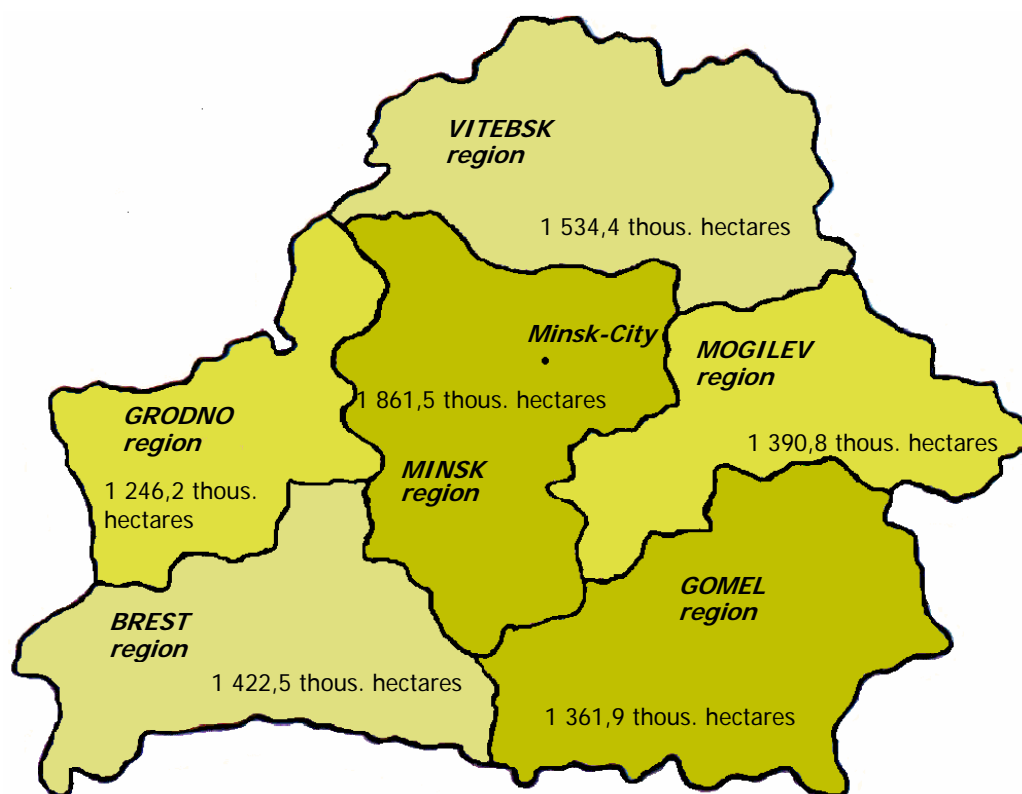 VITEBSK
region
1 534,4 thous. hectares
Minsk-City
MOGILEV
region
1 861,5 thous. hectares
GRODNO
region
1 390,8 thous. hectares
MINSK
region
1 246,2 thous.
hectares
GOMEL
region
BREST
region
1 422,5 thous. hectares
1 361,9 thous. hectares